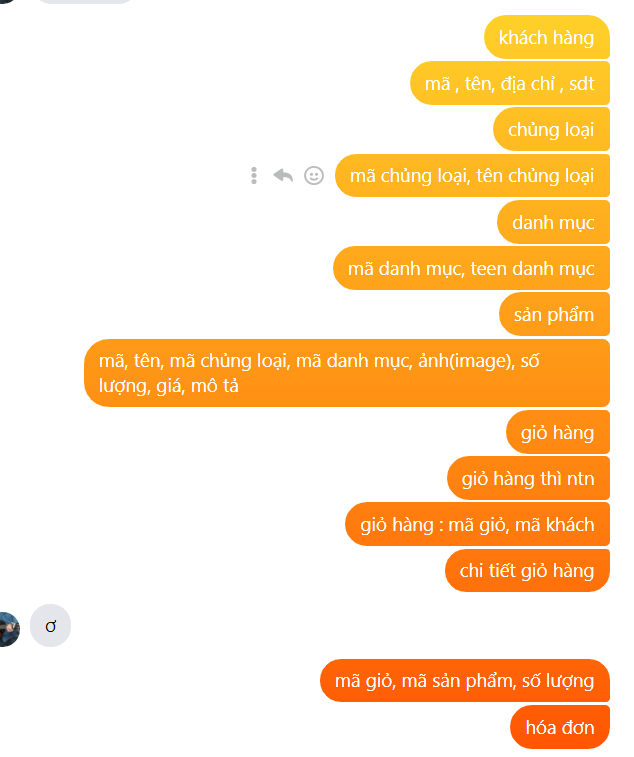 khách hàng
mã , tên, địa chỉ , sdt
chủng loại
mã chủng loại, tên chủng loại
danh mục
mã danh mục, teen danh mục
sản phẩm
mã, tên, mã chủng loại, mã danh mục, ảnh(image), số
lượng, giá, mô tả
giỏ hàng
giỏ hàng thì ntn
giỏ hàng : mã giỏ, mã khách
chi tiết giỏ hàng
ơ
mã giỏ, mã sản phẩm, số lượng
hóa đơn